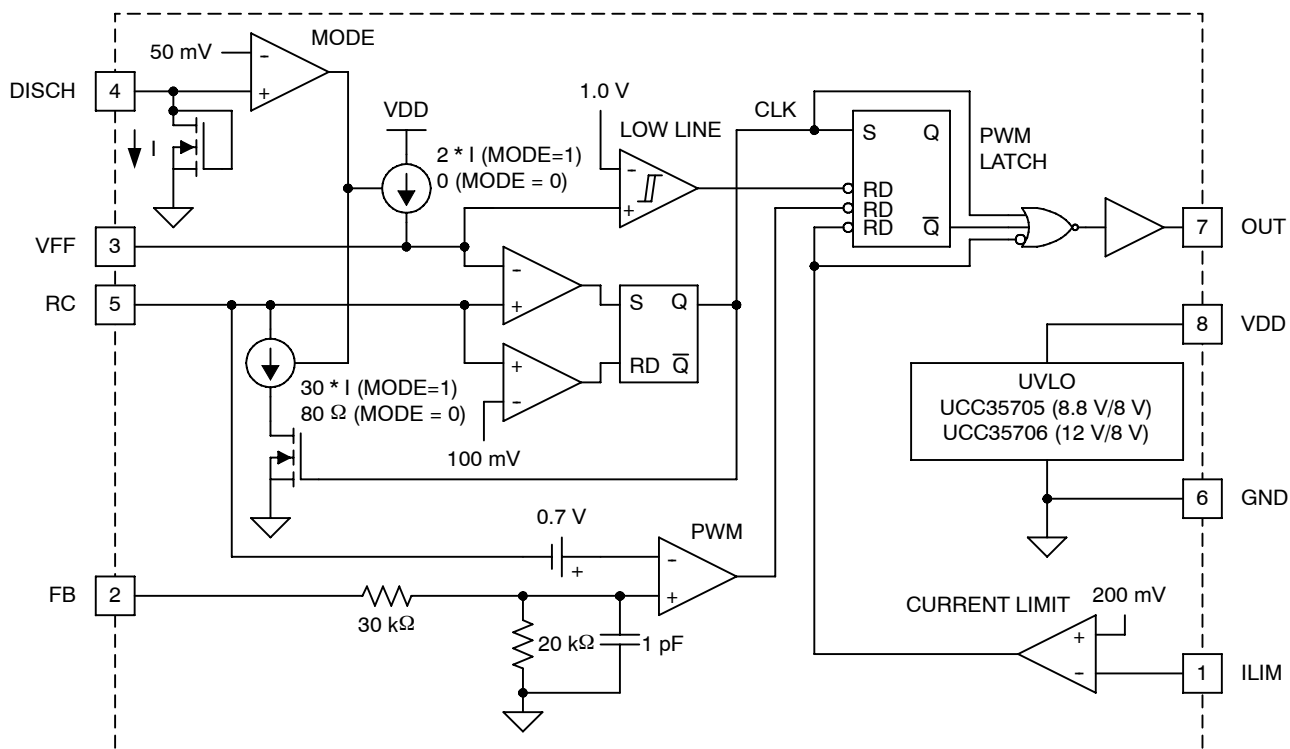 MODE
50 mV
-
+
DISCH
4
I
VDD
2 * I (MODE=1)
0 (MODE = 0)
1.0 V
LOW LINE
-
+
CLK
S
Q
RD
RD
RD
Q
PWM
LATCH
7
OUT
VFF
3
RC
5
-
+
+
-
S
Q
RD
Q
30 * I (MODE=1)
80 Ω (MODE = 0)
100 mV
8
VDD
UVLO
UCC35705 (8.8 V/8 V)
UCC35706 (12 V/8 V)
6
GND
0.7 V
+
PWM
-
+
FB
2
30 kΩ
20 kΩ
1 pF
CURRENT LIMIT
200 mV
+
-
1
ILIM